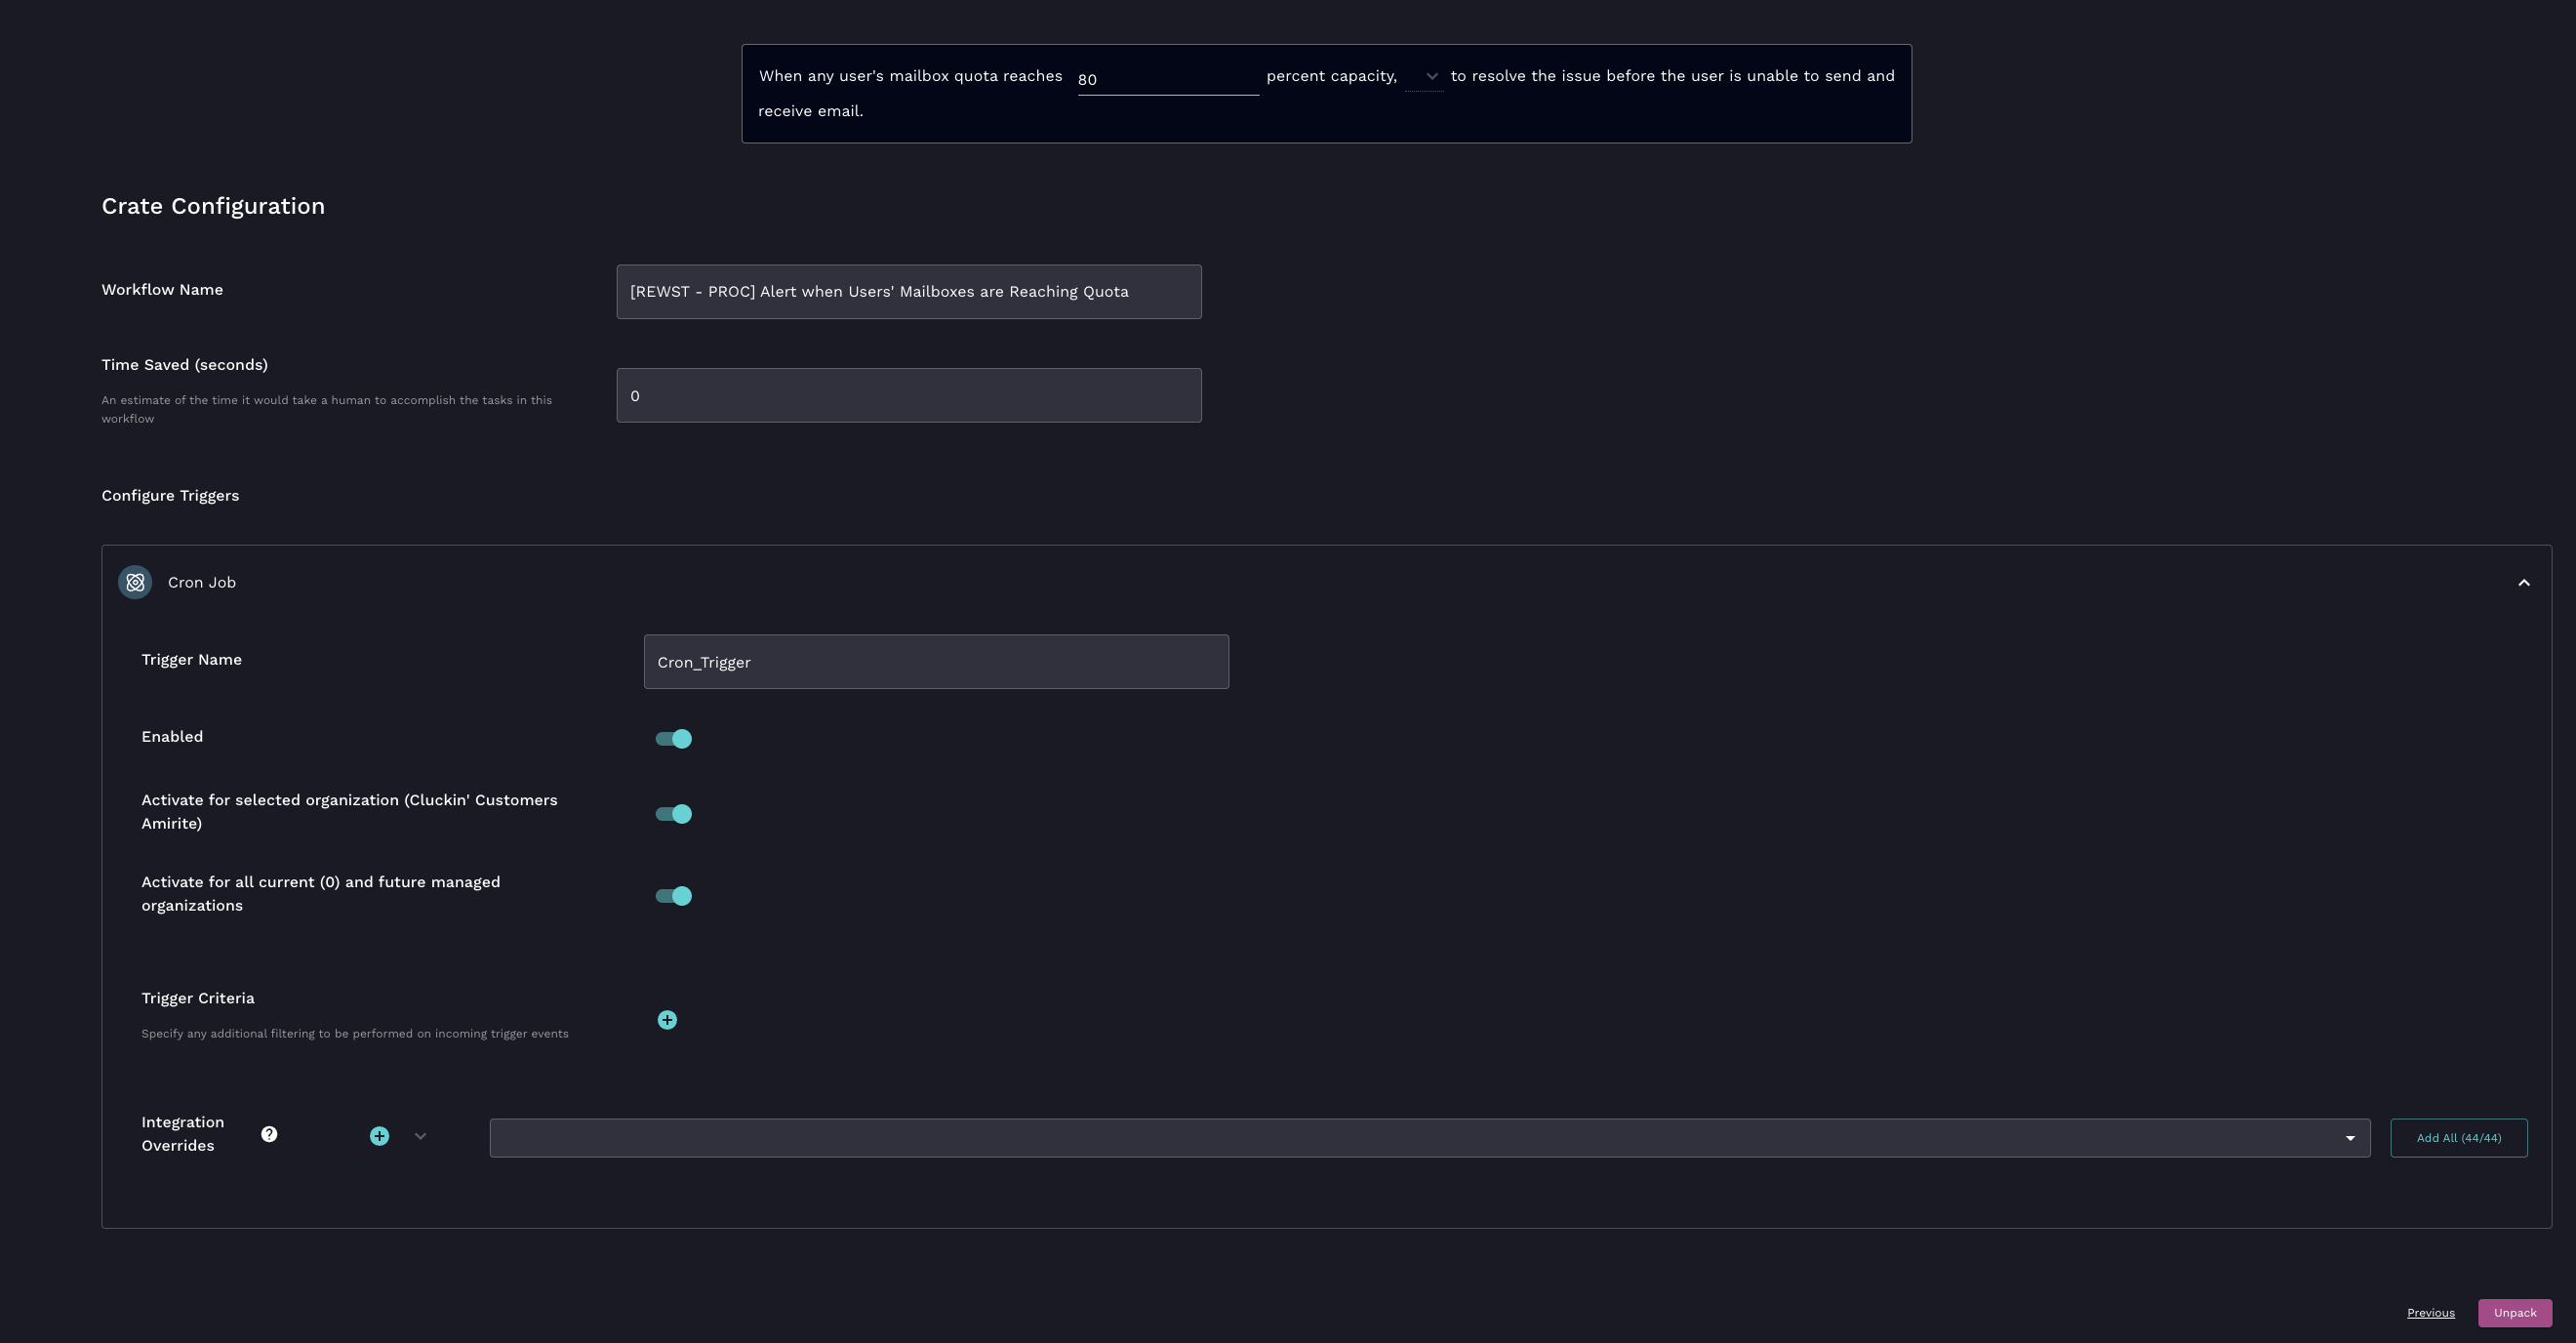 When any user's mailbox quota reaches 80 percent capacity, to resolve the issue before the user is unable to send and
receive email.
Crate Configuration
Workflow Name
[REWST - PROC] Alert when Users' Mailboxes are Reaching Quota
Time Saved (seconds)
An estimate of the time it would take a human to accomplish the tasks in this
workflow
0
Configure Triggers
Cron Job
Trigger Name
Cron_Trigger
Enabled
Activate for selected organization (Cluckin' Customers
Amirite)
Activate for all current (0) and future managed
organizations
Trigger Criteria
Specify any additional filtering to be performed on incoming trigger events
Integration
Overrides
?
Add All (44/44)
Previous
Unpack